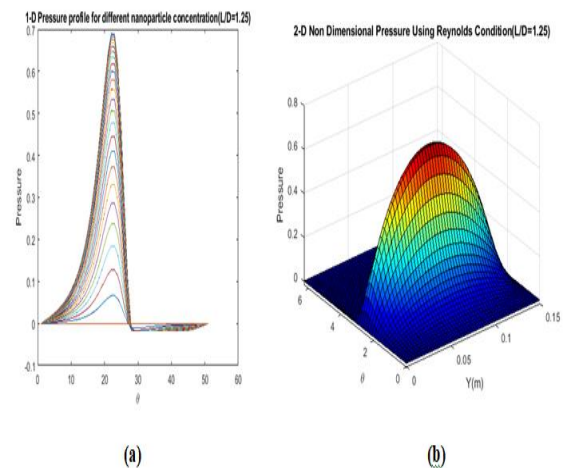 1-D Pressure profile for different nanoparticle concentration(L/D=1.25)
0.7
0.6
0.5
0.4
0.3
0.2
0.1
0
-0.1
Pressure
0 10 20 30 40 50 60
θ
(a)
2-D Non Dimensional Pressure Using Reynolds Condition(L/D=1.25)
0.8
0.6
0.4
0.2
0
Pressure
6
4
2
0
θ
0
0.05
0.1
0.15
Y(m)
(b)